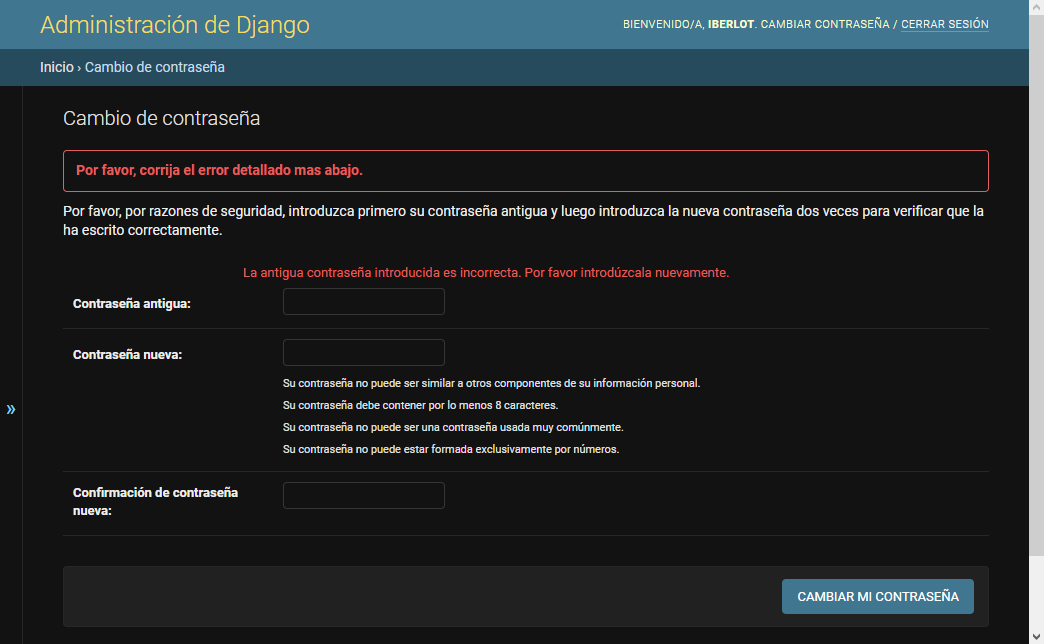 Administración de Django
BIENVENIDO/A, IBERLOT. CAMBIAR CONTRASEÑA / CERRAR SESIÓN
Inicio › Cambio de contraseña
Cambio de contraseña
Por favor, corrija el error detallado mas abajo.
Por favor, por razones de seguridad, introduzca primero su contraseña antigua y luego introduzca la nueva contraseña dos veces para verificar que la
ha escrito correctamente.
La antigua contraseña introducida es incorrecta. Por favor introdúzcala nuevamente.
Contraseña antigua:
Contraseña nueva:
Su contraseña no puede ser similar a otros componentes de su información personal.
Su contraseña debe contener por lo menos 8 caracteres.
Su contraseña no puede ser una contraseña usada muy comúnmente.
»
Su contraseña no puede estar formada exclusivamente por números.
Confirmación de contraseña
nueva:
CAMBIAR MI CONTRASEÑA